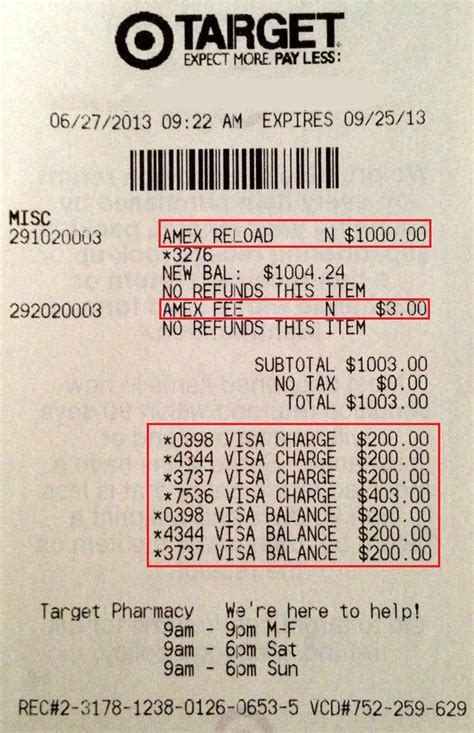 TARGET
EXPECT MORE. PAY LESS:
06/27/2013 09:22 AM EXPIRES 09/25/13
MISC
291020003 AMEX RELOAD N $1000.00
*3276
NEW BAL: $1004.24
NO REFUNDS THIS ITEM
292020003 AMEX FEE N $3.00
NO REFUNDS THIS ITEM
SUBTOTAL $1003.00
NO TAX $0.00
TOTAL $1003.00
*0398 VISA CHARGE $200.00
*4344 VISA CHARGE $200.00
*3737 VISA CHARGE $200.00
*7536 VISA CHARGE $403.00
*0398 VISA BALANCE $200.00
*4344 VISA BALANCE $200.00
*3737 VISA BALANCE $200.00
Target Pharmacy We're here to help!
9am - 9pm M-F
9am - 6pm Sat
9am - 6pm Sun
REC#2-3178-1238-0126-0653-5 VCD#752-259-629